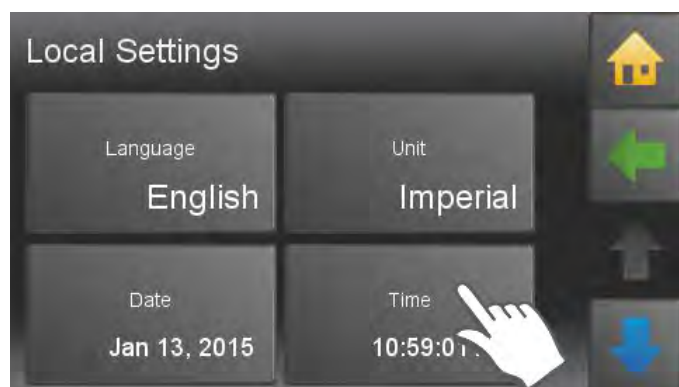 Local Settings
Language
English
Unit
Imperial
Date
Jan 13, 2015
Time